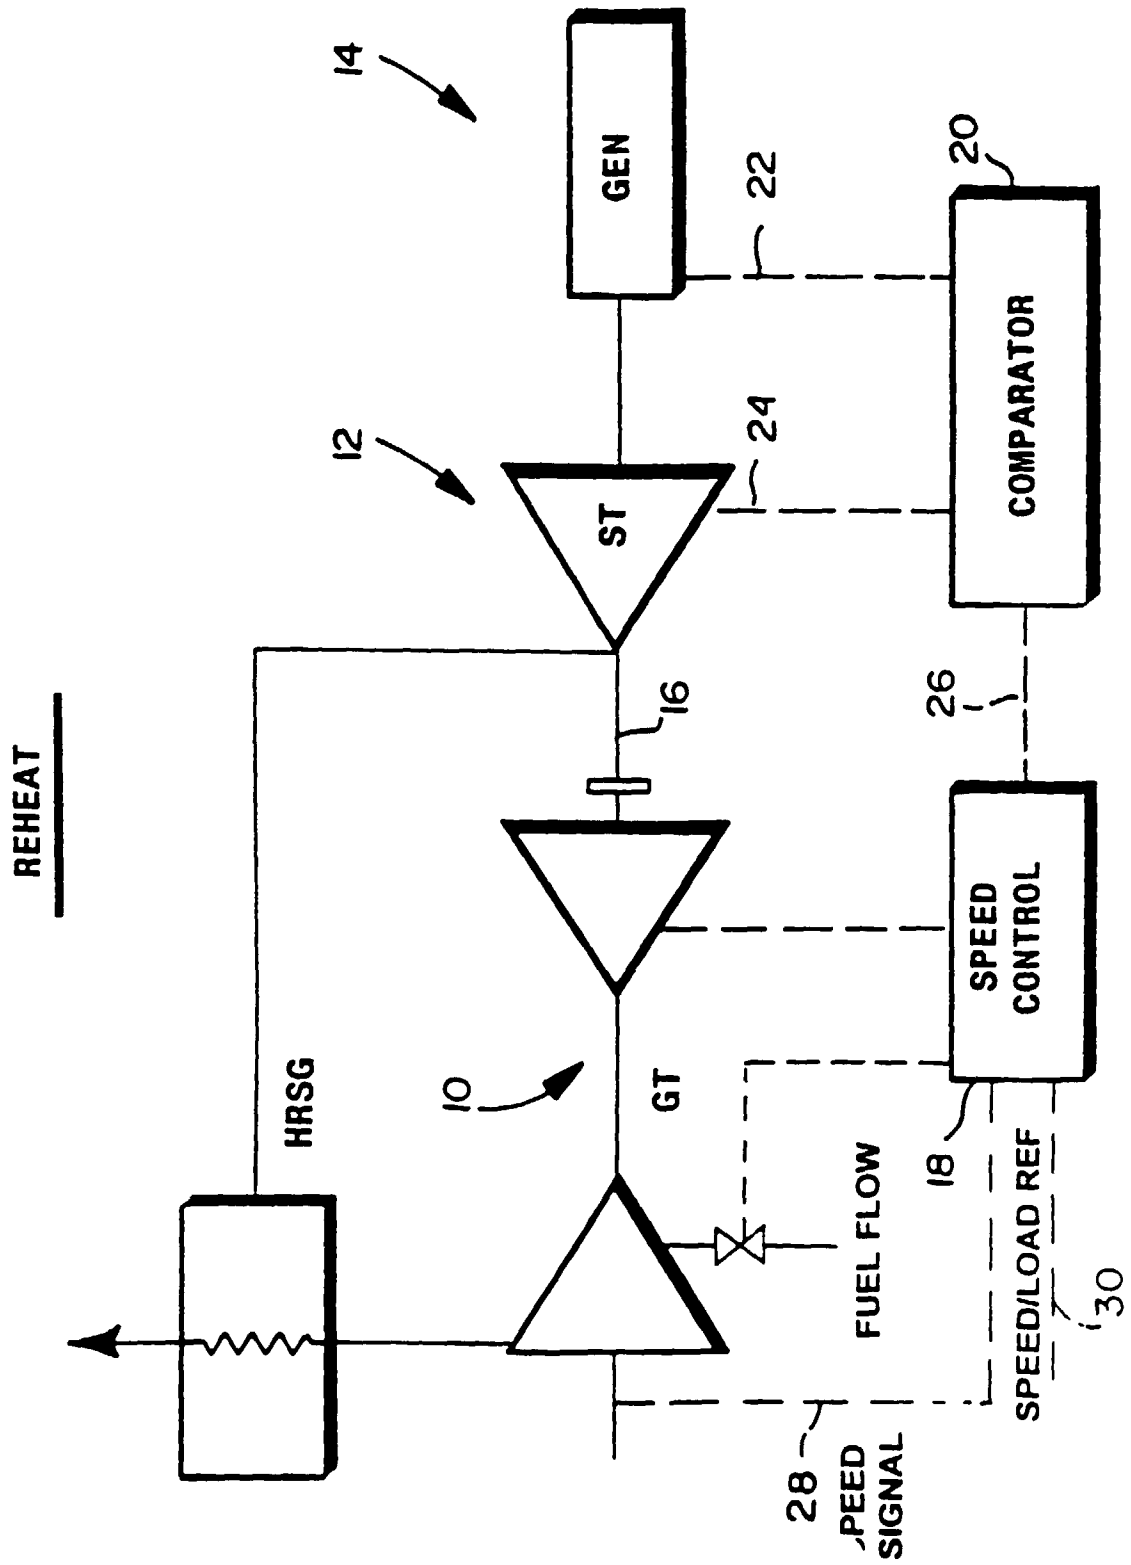 REHEAT
HRSG
10
GT
12
ST
14
GEN
16
FUEL FLOW
18
SPEED
CONTROL
20
COMPARATOR
22
24
26
28
PEED
SIGNAL
SPEED/LOAD REF
30